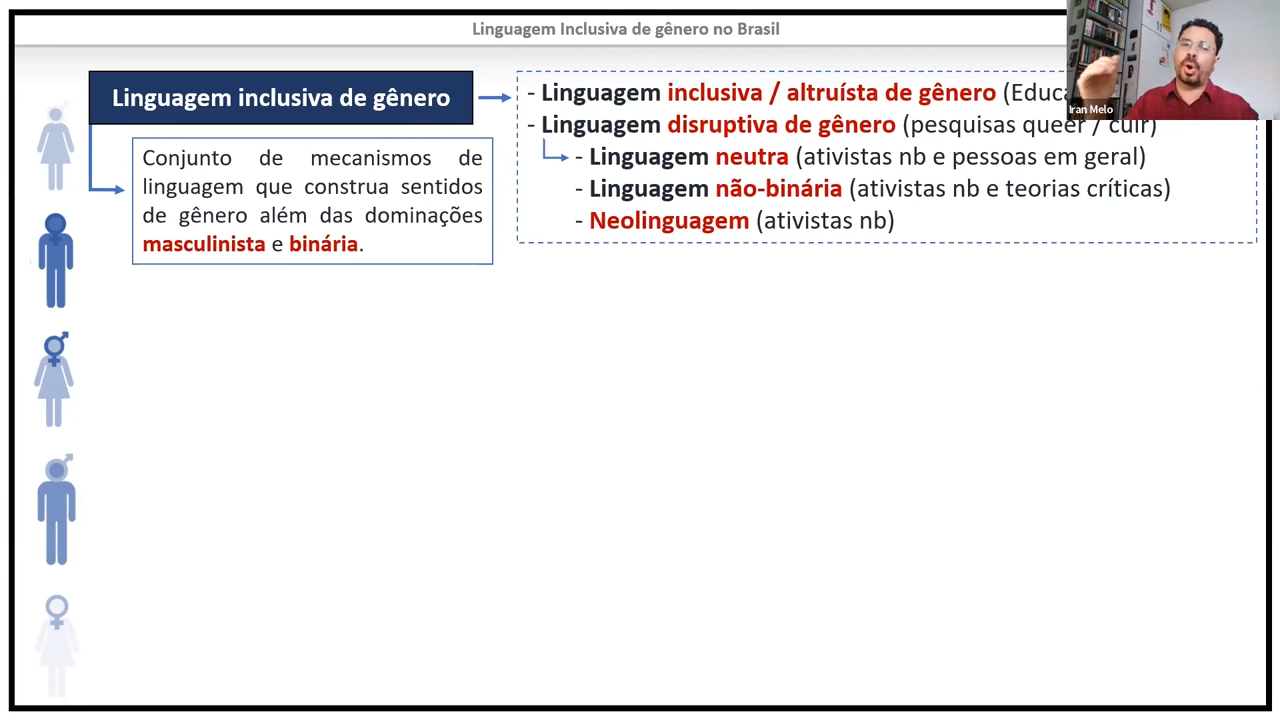 Linguagem Inclusiva de gênero no Brasil
Linguagem inclusiva de gênero
Conjunto de mecanismos de
linguagem que construa sentidos
de gênero além das dominações
masculinista e binária.
- Linguagem inclusiva / altruísta de gênero
- Linguagem disruptiva de gênero (pesquisas queer / cuir)
- Linguagem neutra (ativistas nb e pessoas em geral)
- Linguagem não-binária (ativistas nb e teorias críticas)
- Neolinguagem (ativistas nb)
Iran Melo